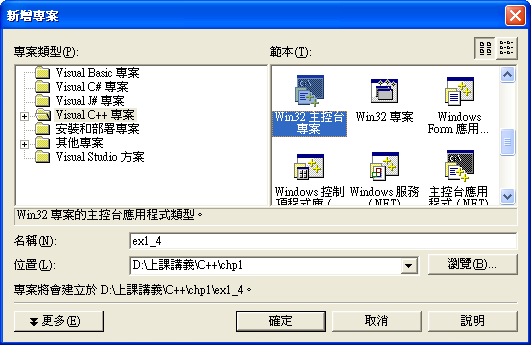 新增專案
專案類型(P):
範本(T):
Visual Basic 專案
Visual C# 專案
Visual J# 專案
Visual C++ 專案
安裝和部署專案
其他專案
Visual Studio 方案
Win32 主控台
專案
Win32 專案
Windows
Form 應用...
Windows 控制
項程式庫 (...
Windows 服務
(.NET)
主控台應用
程式 (.NET)
Win32 專案的主控台應用程式類型。
名稱(N):
ex1_4
位置(L):
D:\上課講義\C++\chp1
瀏覽(B)...
專案將會建立於 D:\上課講義\C++\chp1\ex1_4。
更多(E)
確定
取消
說明